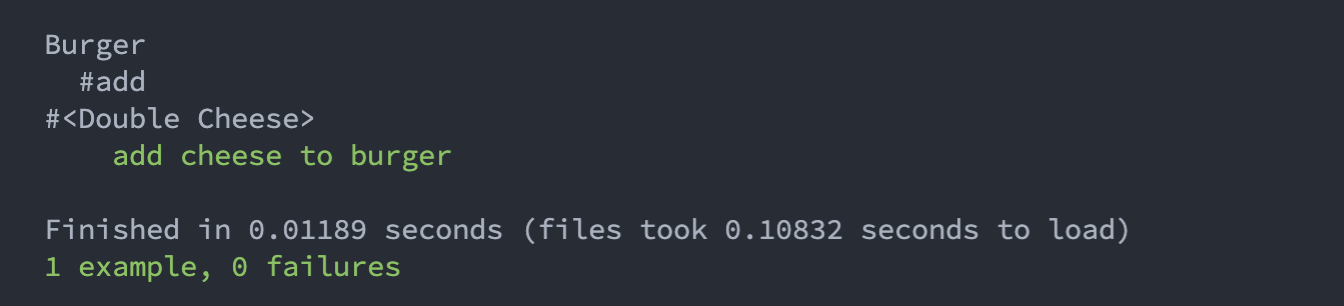 Burger
#add
#<Double Cheese>
add cheese to burger
Finished in 0.01189 seconds (files took 0.10832 seconds to load)
1 example, 0 failures